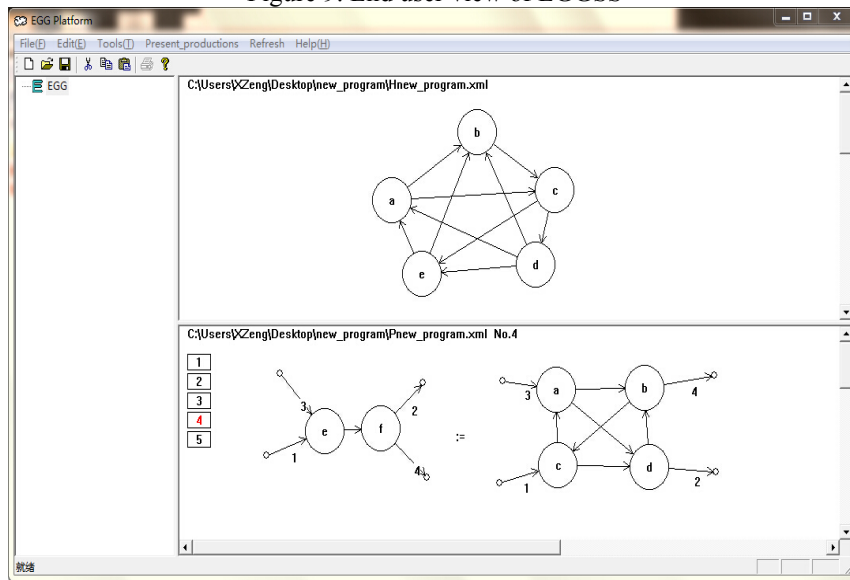 Figure 9. End user view of EGGSS
EGG Platform
File(F) Edit(E) Tools(T) Present_productions Refresh Help(H)
EGG
C:\Users\XZeng\Desktop\new_program\Hnew_program.xml
b
a
c
e
d
C:\Users\XZeng\Desktop\new_program\Pnew_program.xml No.4
1
2
3
4
5
3
1
e
f
2
4
:=
3
a
b
4
1
c
d
2
就绪